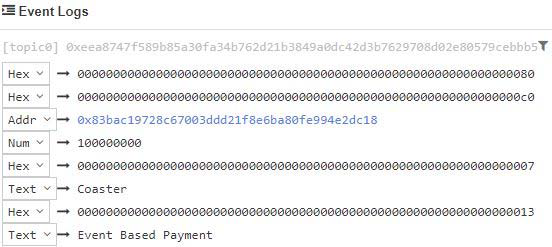 Event Logs
[topic0] 0xeea8747f589b85a30fa34b762d21b3849a0dc42d3b7629708d02e80579cebbb5
Hex → 0000000000000000000000000000000000000000000000000000000000000080
Hex → 00000000000000000000000000000000000000000000000000000000000000c0
Addr → 0x83bac19728c67003ddd21f8e6ba80fe994e2dc18
Num → 100000000
Hex → 0000000000000000000000000000000000000000000000000000000000000007
Text → Coaster
Hex → 0000000000000000000000000000000000000000000000000000000000000013
Text → Event Based Payment